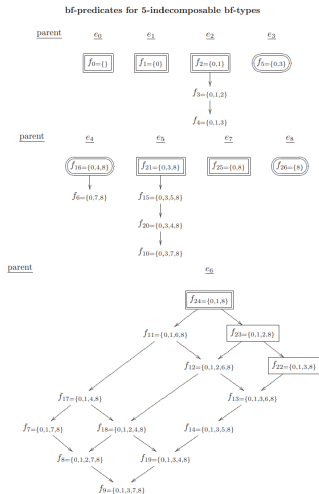 bf-predicates for 5-indecomposable bf-types
parent e₀ e₁ e₂ e₃
f₀={} f₁={0} f₂={0,1} f₅={0,3}
f₃={0,1,2}
f₄={0,1,3}
parent e₄ e₅ e₇ e₈
f₁₆={0,4,8} f₂₁={0,3,8} f₂₅={0,8} f₂₆={8}
f₆={0,7,8} f₁₅={0,3,5,8}
f₂₀={0,3,4,8}
f₁₀={0,3,7,8}
parent e₆
f₂₄={0,1,8}
f₁₁={0,1,6,8} f₂₃={0,1,2,8}
f₁₂={0,1,2,6,8} f₂₂={0,1,3,8}
f₁₇={0,1,4,8} f₁₃={0,1,3,6,8}
f₇={0,1,7,8} f₁₈={0,1,2,4,8} f₁₄={0,1,3,5,8}
f₈={0,1,2,7,8} f₁₉={0,1,3,4,8}
f₉={0,1,3,7,8}